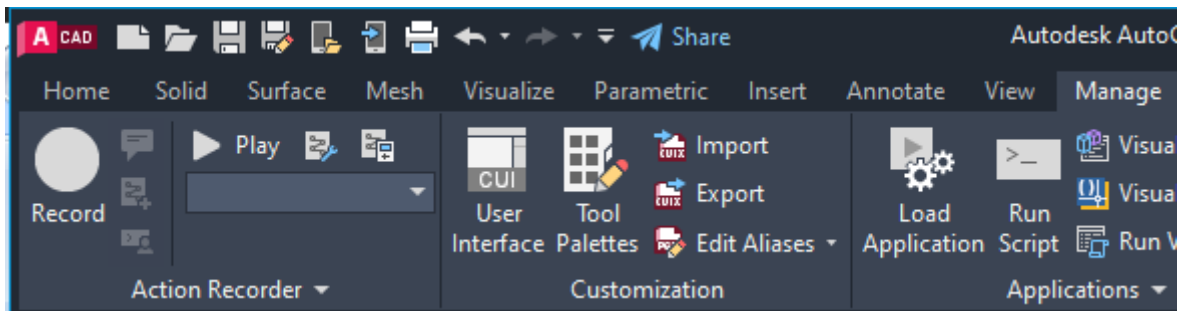 A CAD Share Autodesk AutoC
Home Solid Surface Mesh Visualize Parametric Insert Annotate View Manage
Record
Play
Action Recorder
CUI
User Interface
Tool Palettes
CUIX Import
CUIX Export
PGP Edit Aliases
Customization
Load Application
>_
Run Script
Visua
Visua
Run V
Applications